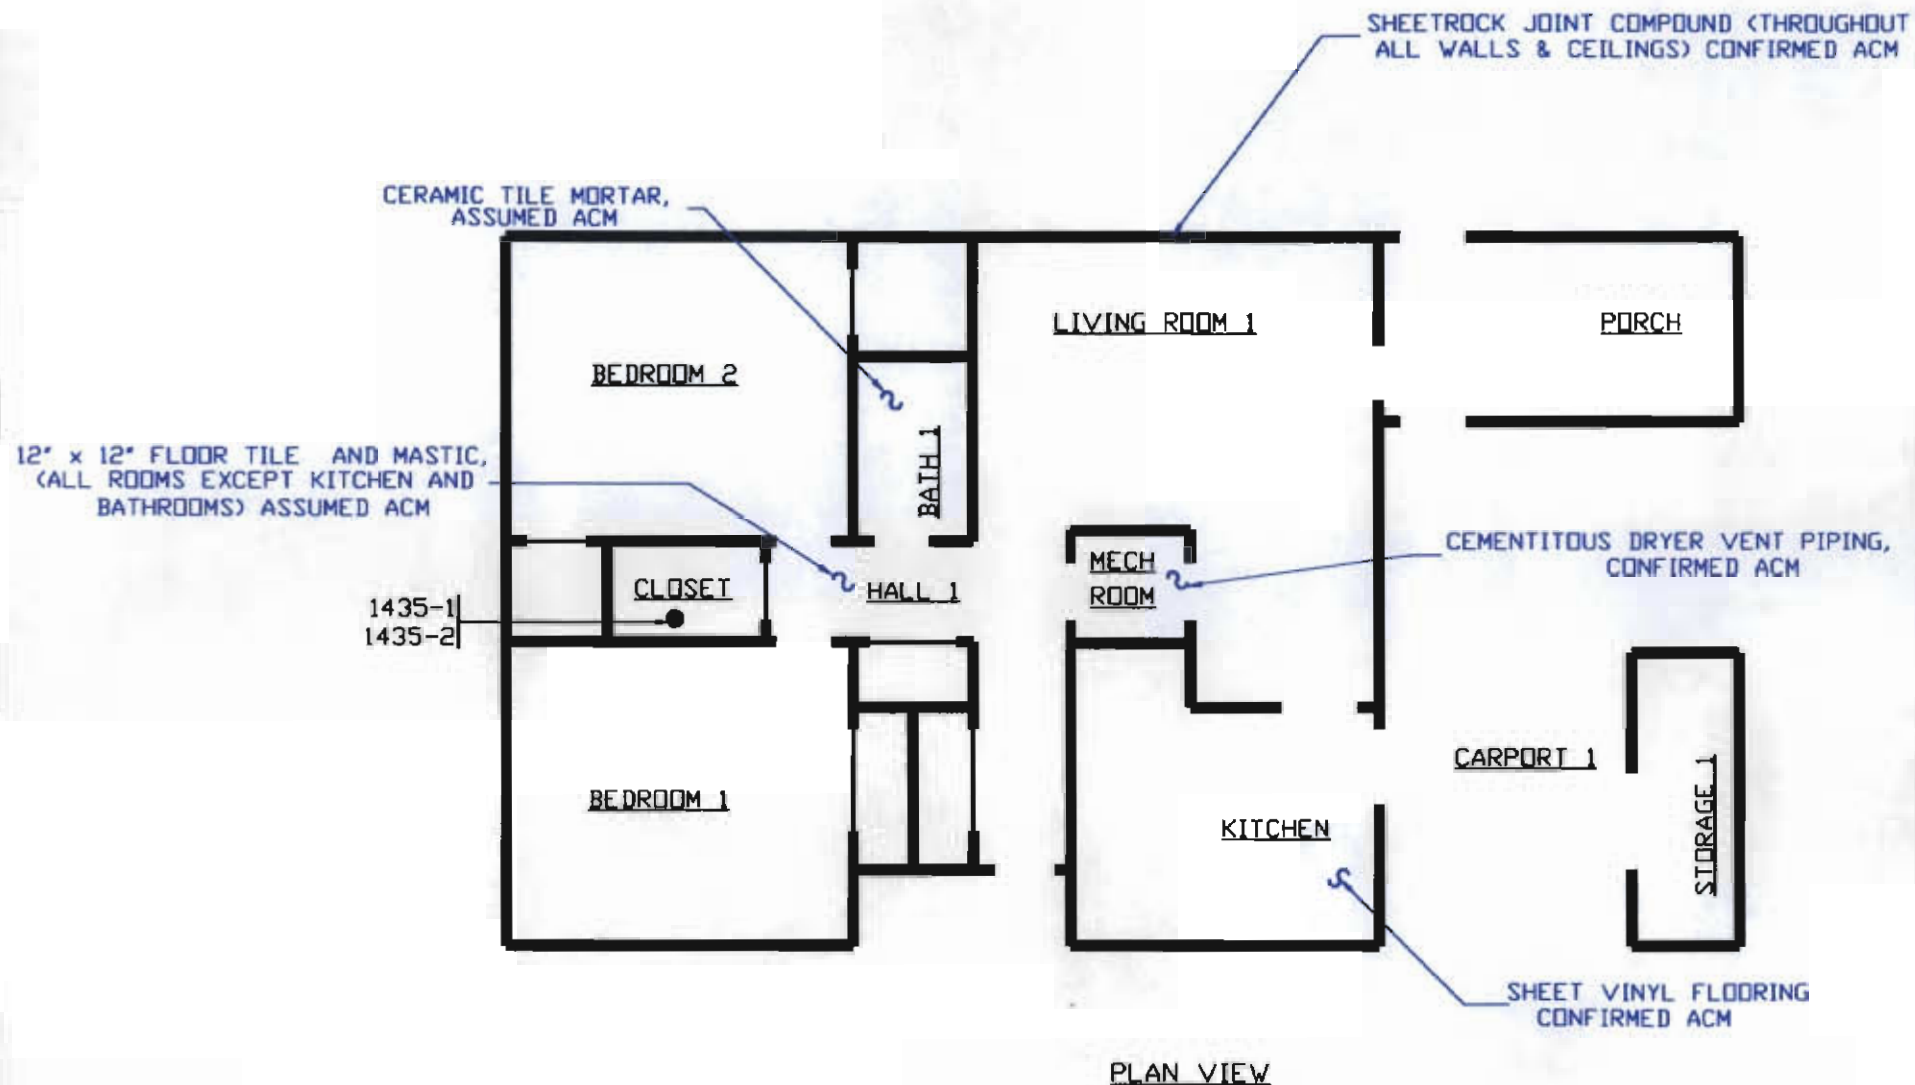 SHEETROCK JOINT COMPOUND (THROUGHOUT
ALL WALLS & CEILINGS) CONFIRMED ACM
CERAMIC TILE MORTAR,
ASSUMED ACM
LIVING ROOM 1
PORCH
BEDROOM 2
BATH 1
12" x 12" FLOOR TILE AND MASTIC,
(ALL ROOMS EXCEPT KITCHEN AND
BATHROOMS) ASSUMED ACM
CEMENTITOUS DRYER VENT PIPING,
CONFIRMED ACM
MECH
ROOM
CLOSET
HALL 1
1435-1
1435-2
CARPORT 1
STORAGE 1
BEDROOM 1
KITCHEN
SHEET VINYL FLOORING
CONFIRMED ACM
PLAN VIEW